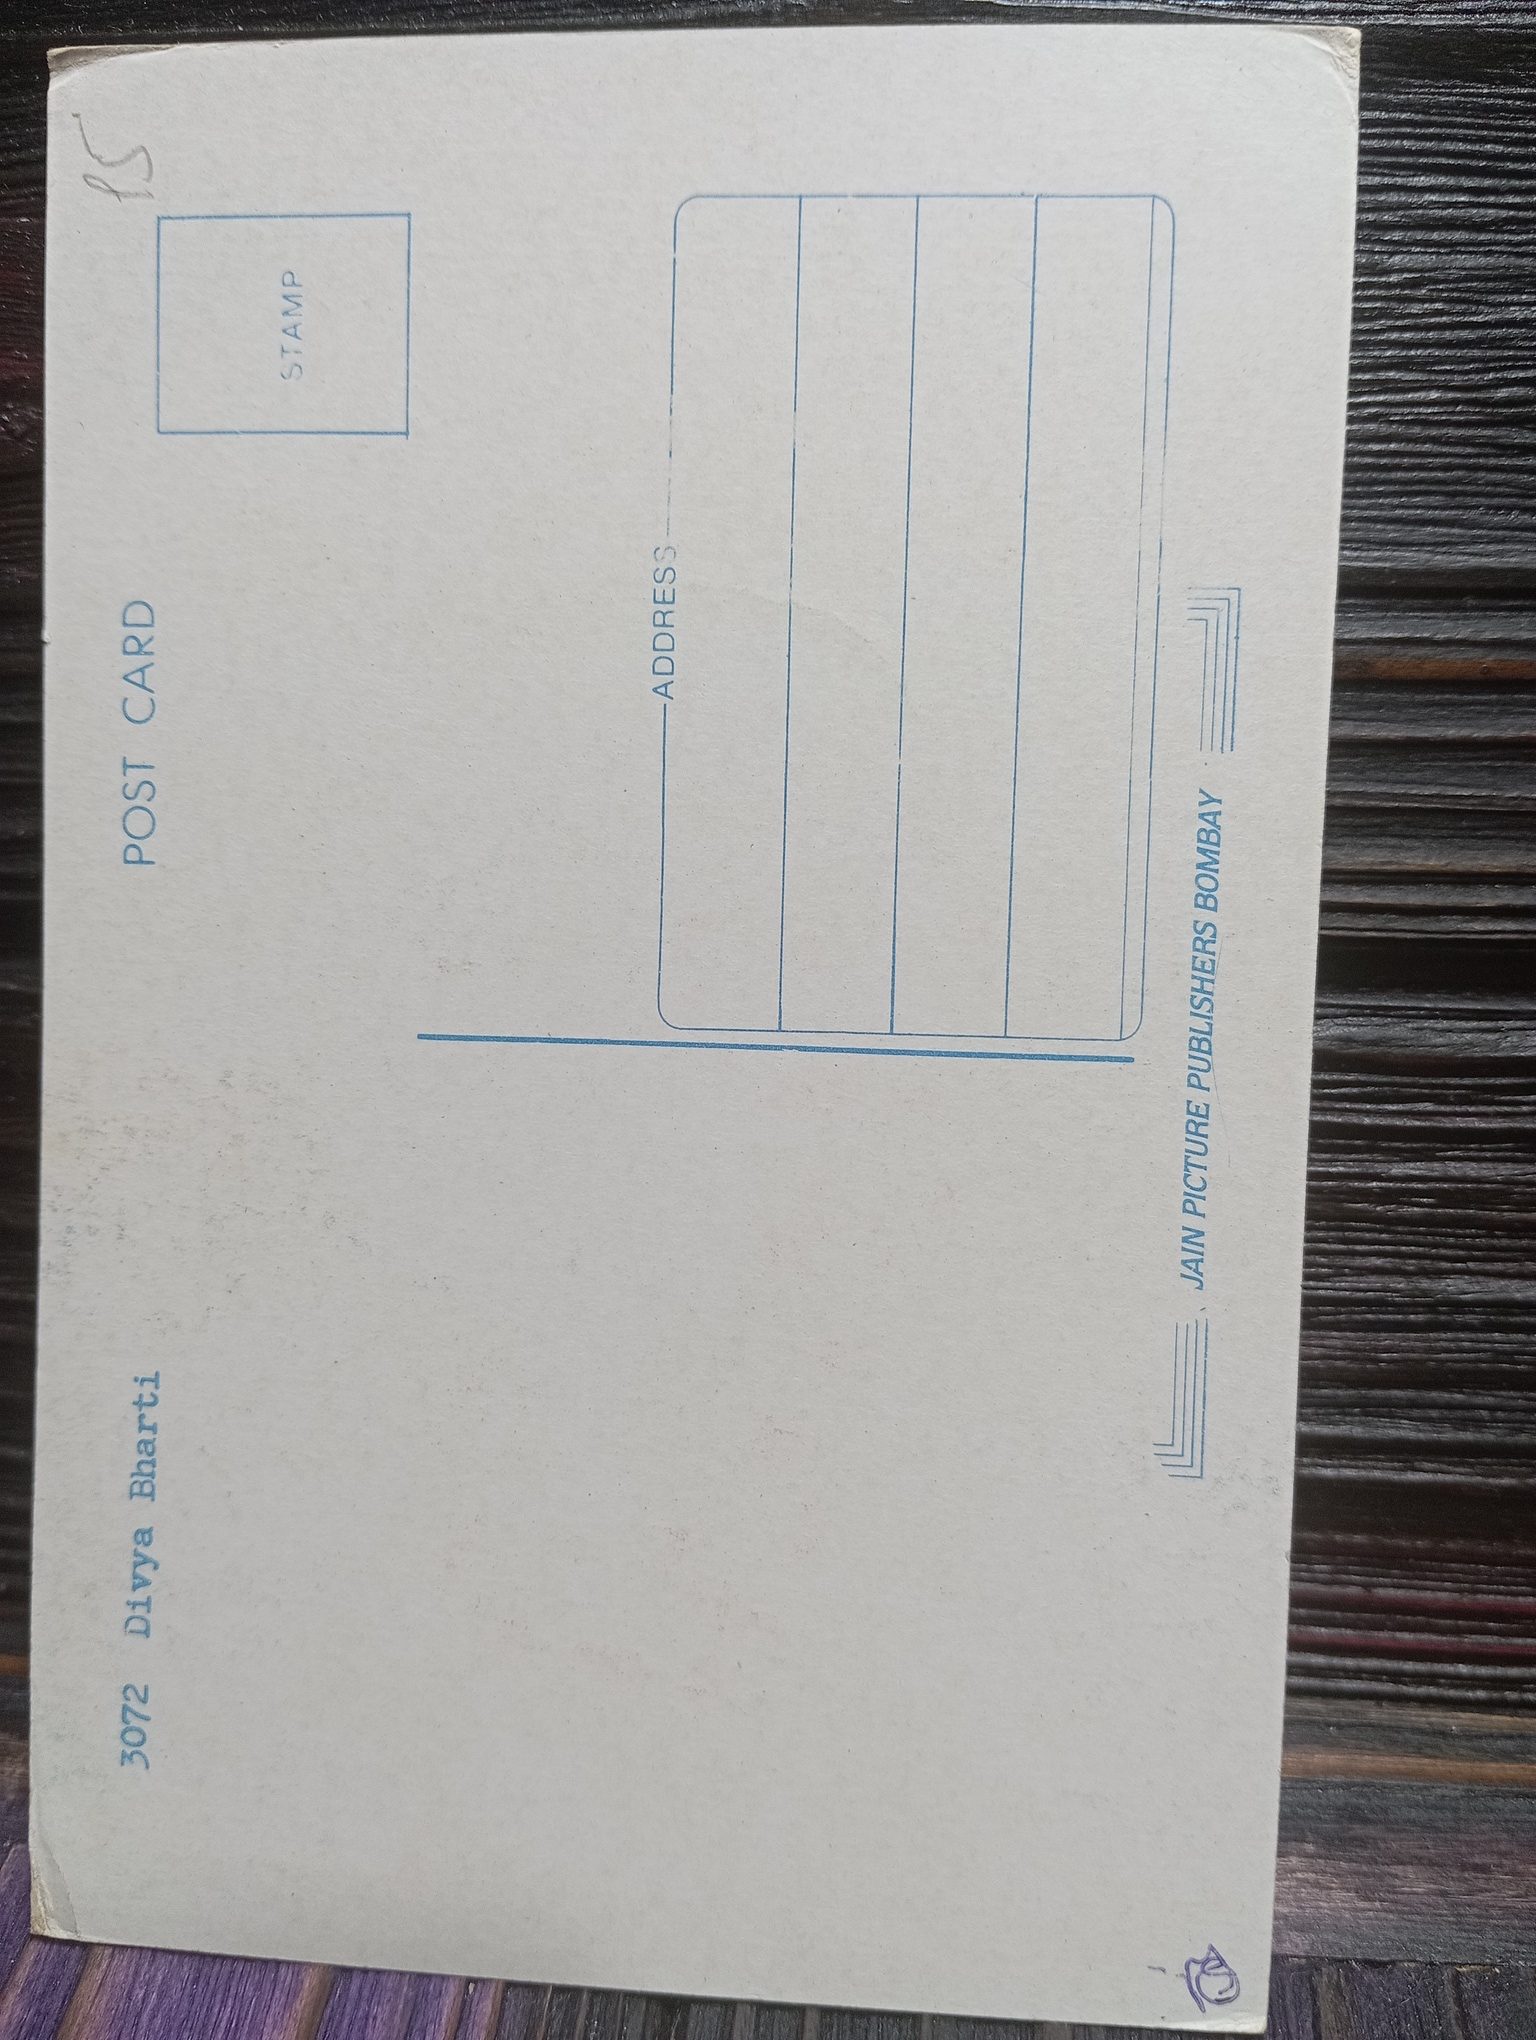 15
3072 Divya Bharti
POST CARD
STAMP
ADDRESS
JAIN PICTURE PUBLISHERS BOMBAY